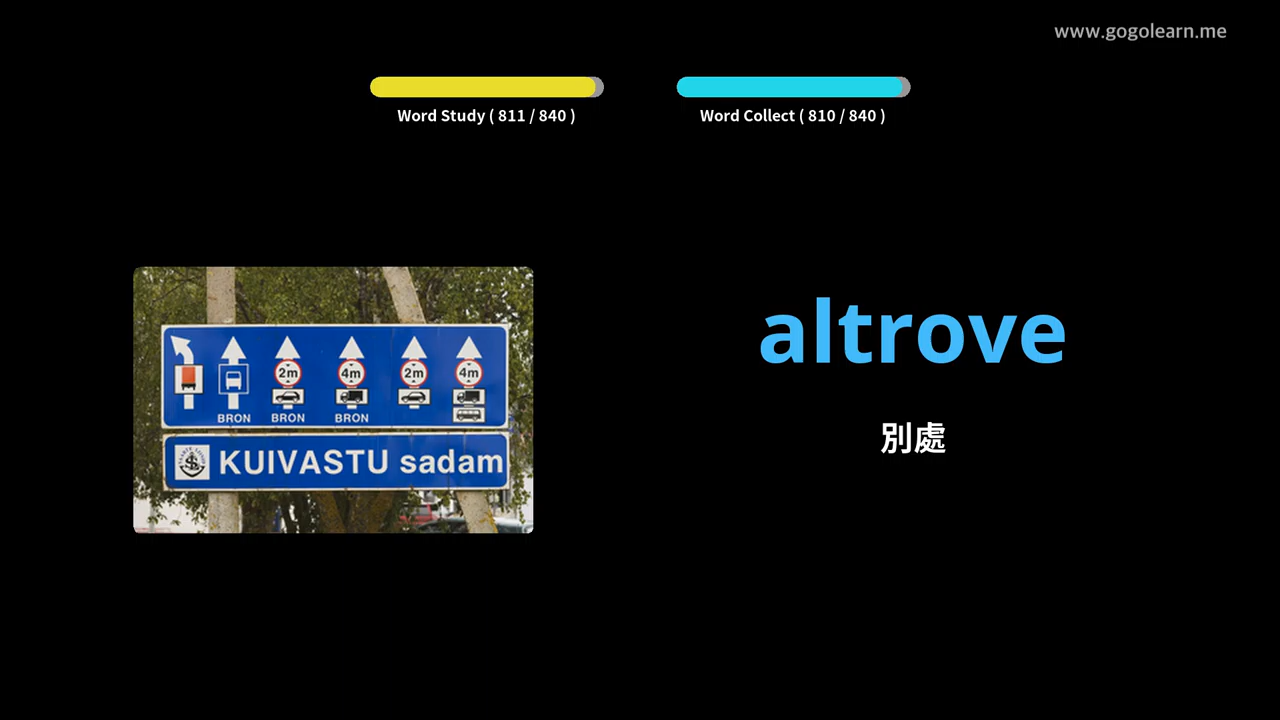 www.gogolearn.me
Word Study ( 811 / 840 )
Word Collect ( 810 / 840 )
2m
4m
2m
4m
BRON
BRON
BRON
KUIVASTU sadam
altrove
別處